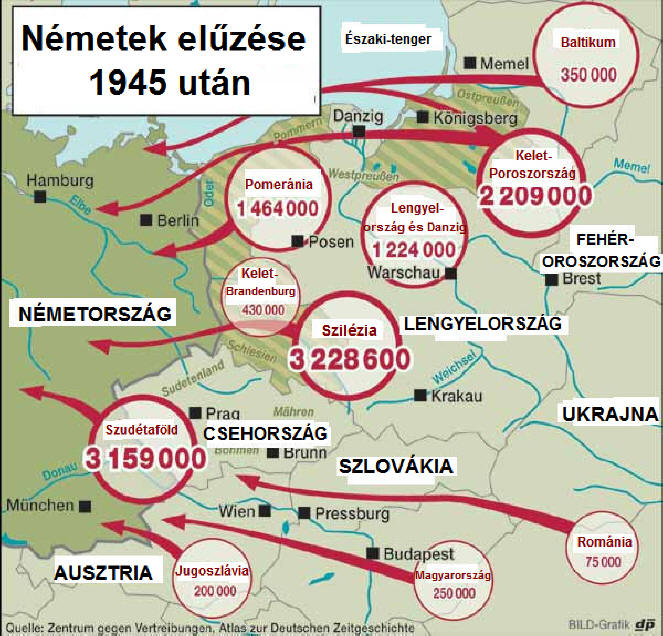 Németek elűzése
1945 után
Északi-tenger
Baltikum
350 000
Memel
Ostpreußen
Danzig
Königsberg
Pommern
Kelet-
Poroszország
2 209 000
Memel
Hamburg
Elbe
Oder
Pomeránia
1 464 000
Westpreußen
Berlin
Posen
Lengyel-
ország és Danzig
1 224 000
Warschau
FEHÉR-
OROSZORSZÁG
Brest
Kelet-
Brandenburg
430 000
NÉMETORSZÁG
Szilézia
3 228 600
LENGYELORSZÁG
Schlesien
Weichsel
Sudetenland
Krakau
Prag
Mähren
UKRAJNA
Szudétaföld
3 159 000
CSEHORSZÁG
Böhmen
Brünn
SZLOVÁKIA
Donau
München
Wien
Pressburg
Budapest
Románia
75 000
AUSZTRIA
Jugoszlávia
200 000
Magyarország
250 000
Quelle: Zentrum gegen Vertreibungen, Atlas zur Deutschen Zeitgeschichte
BILD-Grafik dp